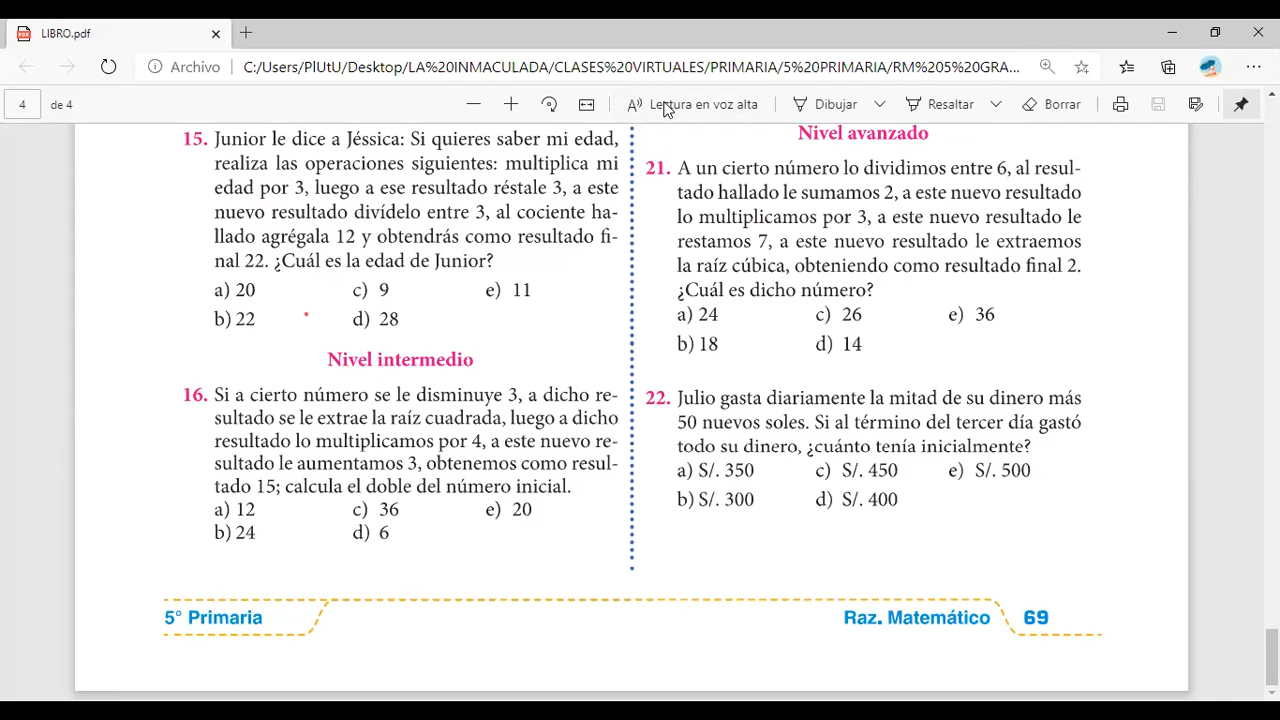 LIBRO.pdf
Archivo
C:/Users/PlUtU/Desktop/LA%20INMACULADA/CLASES%20VIRTUALES/PRIMARIA/5%20PRIMARIA/RM%205%20GRA...
4
de 4
Lectura en voz alta
Dibujar
Resaltar
Borrar
15. Junior le dice a Jéssica: Si quieres saber mi edad,
realiza las operaciones siguientes: multiplica mi
edad por 3, luego a ese resultado réstale 3, a este
nuevo resultado divídelo entre 3, al cociente ha-
llado agrégala 12 y obtendrás como resultado fi-
nal 22. ¿Cuál es la edad de Junior?
a) 20 c) 9 e) 11
b) 22 d) 28
Nivel intermedio
16. Si a cierto número se le disminuye 3, a dicho re-
sultado se le extrae la raíz cuadrada, luego a dicho
resultado lo multiplicamos por 4, a este nuevo re-
sultado le aumentamos 3, obtenemos como resul-
tado 15; calcula el doble del número inicial.
a) 12 c) 36 e) 20
b) 24 d) 6
Nivel avanzado
21. A un cierto número lo dividimos entre 6, al resul-
tado hallado le sumamos 2, a este nuevo resultado
lo multiplicamos por 3, a este nuevo resultado le
restamos 7, a este nuevo resultado le extraemos
la raíz cúbica, obteniendo como resultado final 2.
¿Cuál es dicho número?
a) 24 c) 26 e) 36
b) 18 d) 14
22. Julio gasta diariamente la mitad de su dinero más
50 nuevos soles. Si al término del tercer día gastó
todo su dinero, ¿cuánto tenía inicialmente?
a) S/. 350 c) S/. 450 e) S/. 500
b) S/. 300 d) S/. 400
5° Primaria
Raz. Matemático 69